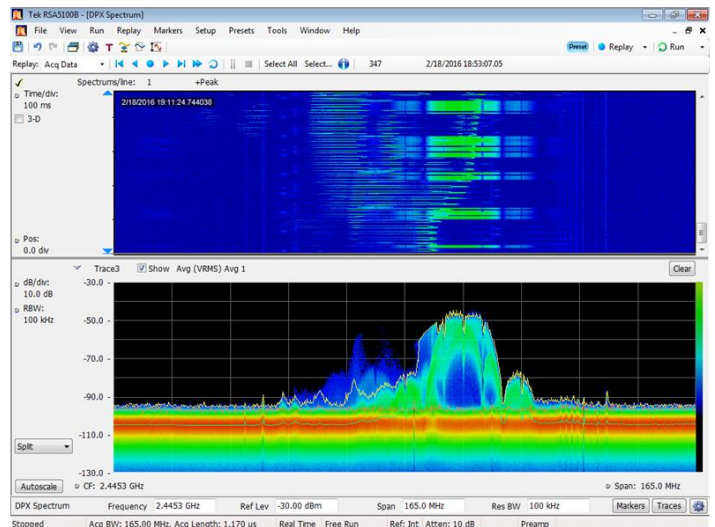 Tek RSA5100B - [DPX Spectrum]
File View Run Replay Markers Setup Presets Tools Window Help
Preset Replay Run
Replay: Acq Data Select All Select... 347 2/18/2016 18:53:07.05
Spectrums/line: 1 +Peak
Time/div:
100 ms
3-D
2/18/2016 19:11:24.744038
Pos:
0.0 div
Trace3 Show Avg (VRMS) Avg 1 Clear
dB/div:
10.0 dB
RBW:
100 kHz
-30.0
-50.0
-70.0
-90.0
-110.0
-130.0
Split
Autoscale CF: 2.4453 GHz Span: 165.0 MHz
DPX Spectrum Frequency 2.4453 GHz Ref Lev -30.00 dBm Span 165.0 MHz Res BW 100 kHz Markers Traces
Stopped Acq BW: 165.00 MHz, Acq Length: 1.170 us Real Time Free Run Ref: Int Atten: 10 dB Preamp